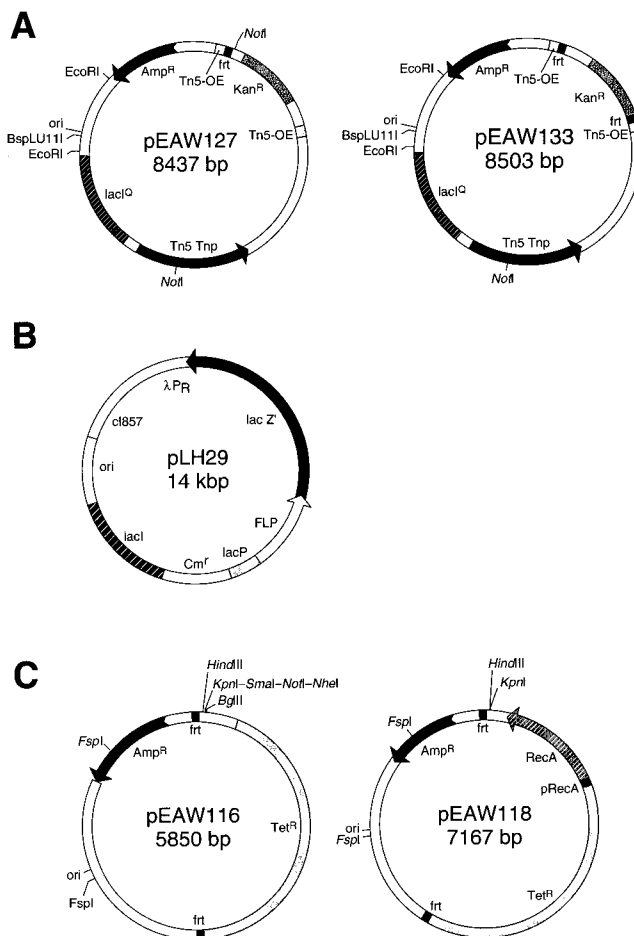 A
NotI
EcoRI
AmpR
frt
Tn5-OE
KanR
ori
BspLU11I
EcoRI
Tn5-OE
pEAW127
8437 bp
lacIQ
Tn5 Tnp
NotI
EcoRI
AmpR
frt
Tn5-OE
KanR
frt
Tn5-OE
ori
BspLU11I
EcoRI
pEAW133
8503 bp
lacIQ
Tn5 Tnp
NotI
B
λPR
lac Z'
cI857
pLH29
14 kbp
ori
FLP
lacI
lacP
Cmr
C
HindIII
KpnI–SmaI–NotI–NheI
BglII
frt
FspI
AmpR
pEAW116
5850 bp
TetR
ori
FspI
frt
HindIII
KpnI
frt
FspI
AmpR
RecA
pRecA
pEAW118
7167 bp
ori
FspI
TetR
frt